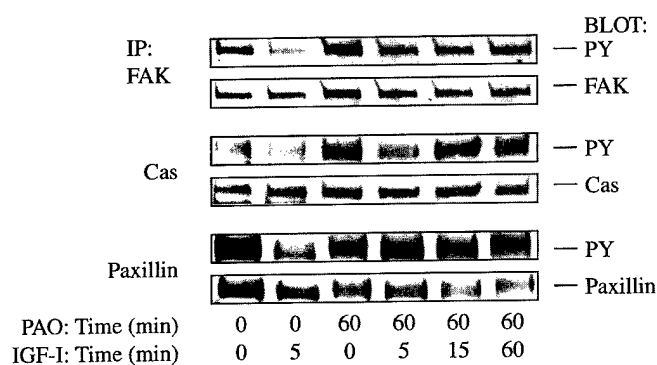 IP:
FAK
BLOT:
PY
FAK
Cas
PY
Cas
Paxillin
PY
Paxillin
PAO: Time (min) 0 0 60 60 60 60
IGF-I: Time (min) 0 5 0 5 15 60